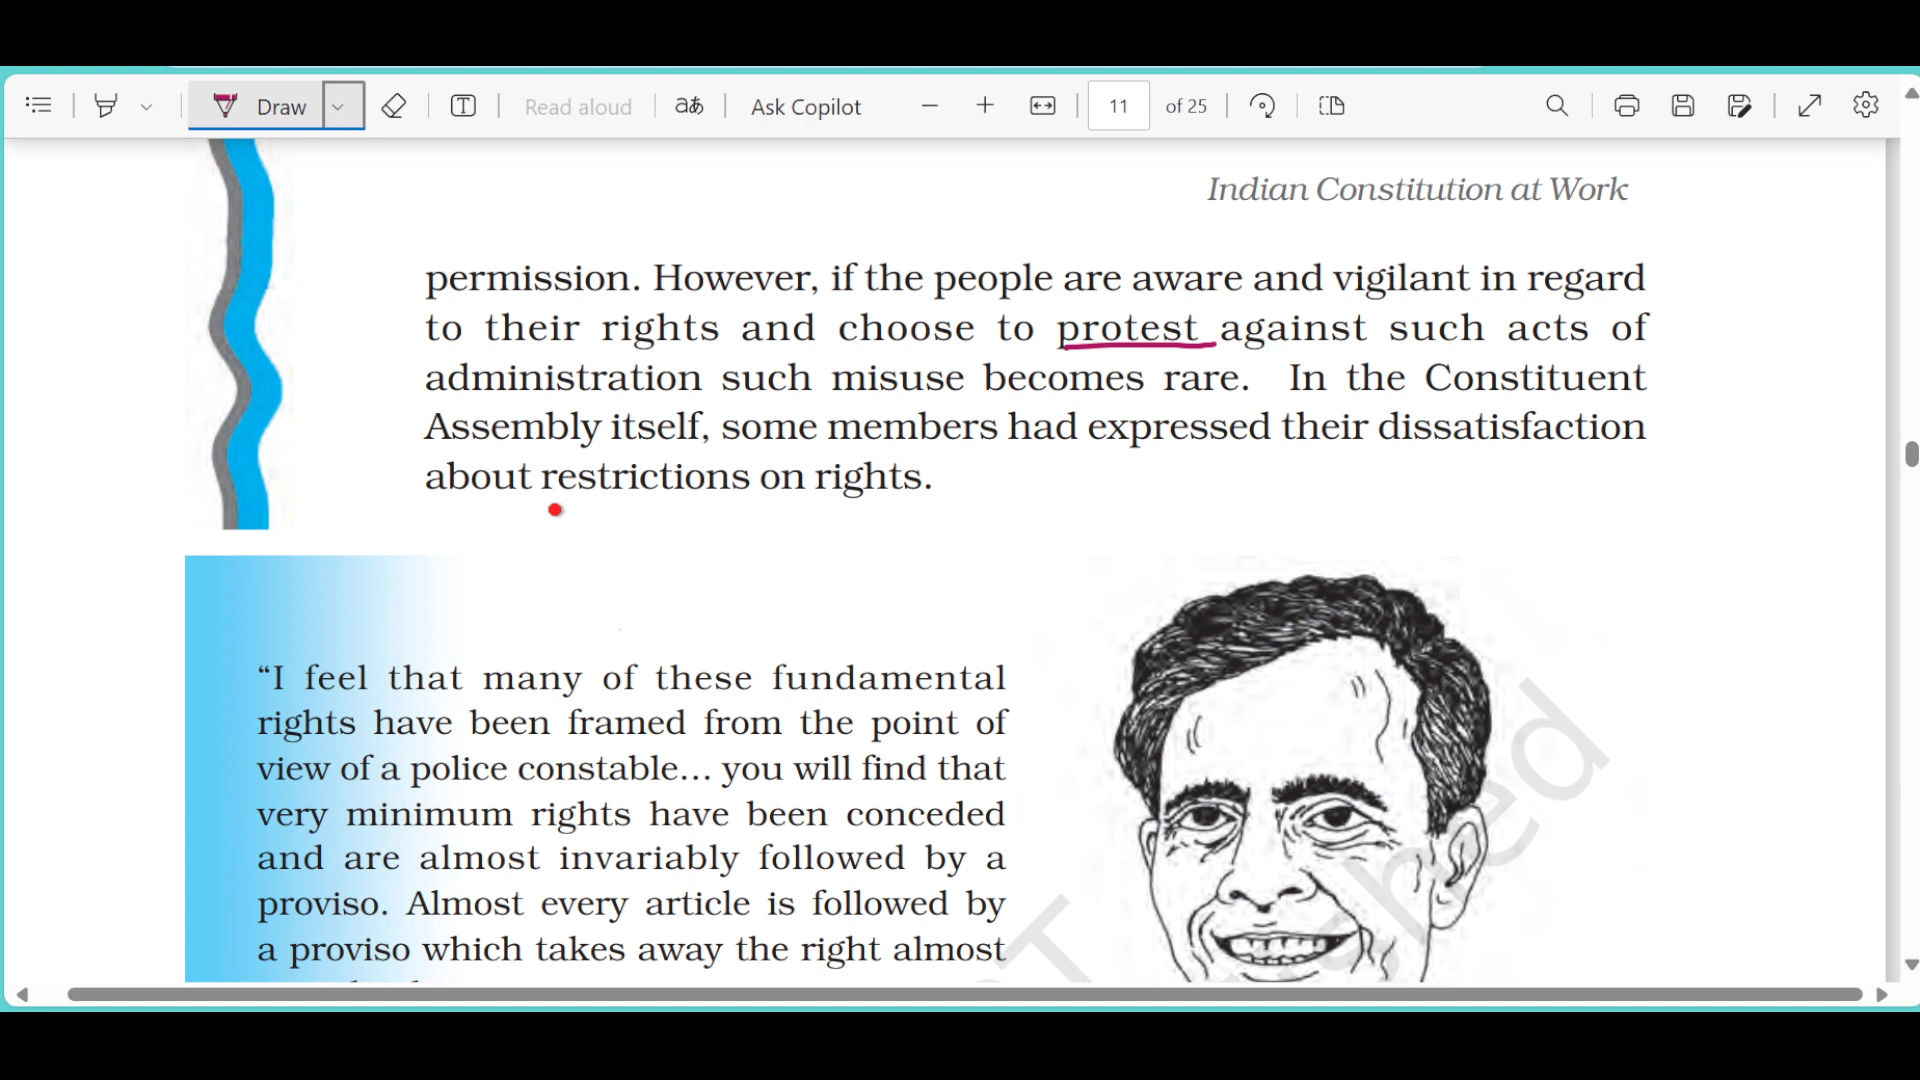 Draw
Read aloud
aあ
Ask Copilot
11
of 25
Indian Constitution at Work
permission. However, if the people are aware and vigilant in regard
to their rights and choose to protest against such acts of
administration such misuse becomes rare. In the Constituent
Assembly itself, some members had expressed their dissatisfaction
about restrictions on rights.
“I feel that many of these fundamental
rights have been framed from the point of
view of a police constable... you will find that
very minimum rights have been conceded
and are almost invariably followed by a
proviso. Almost every article is followed by
a proviso which takes away the right almost